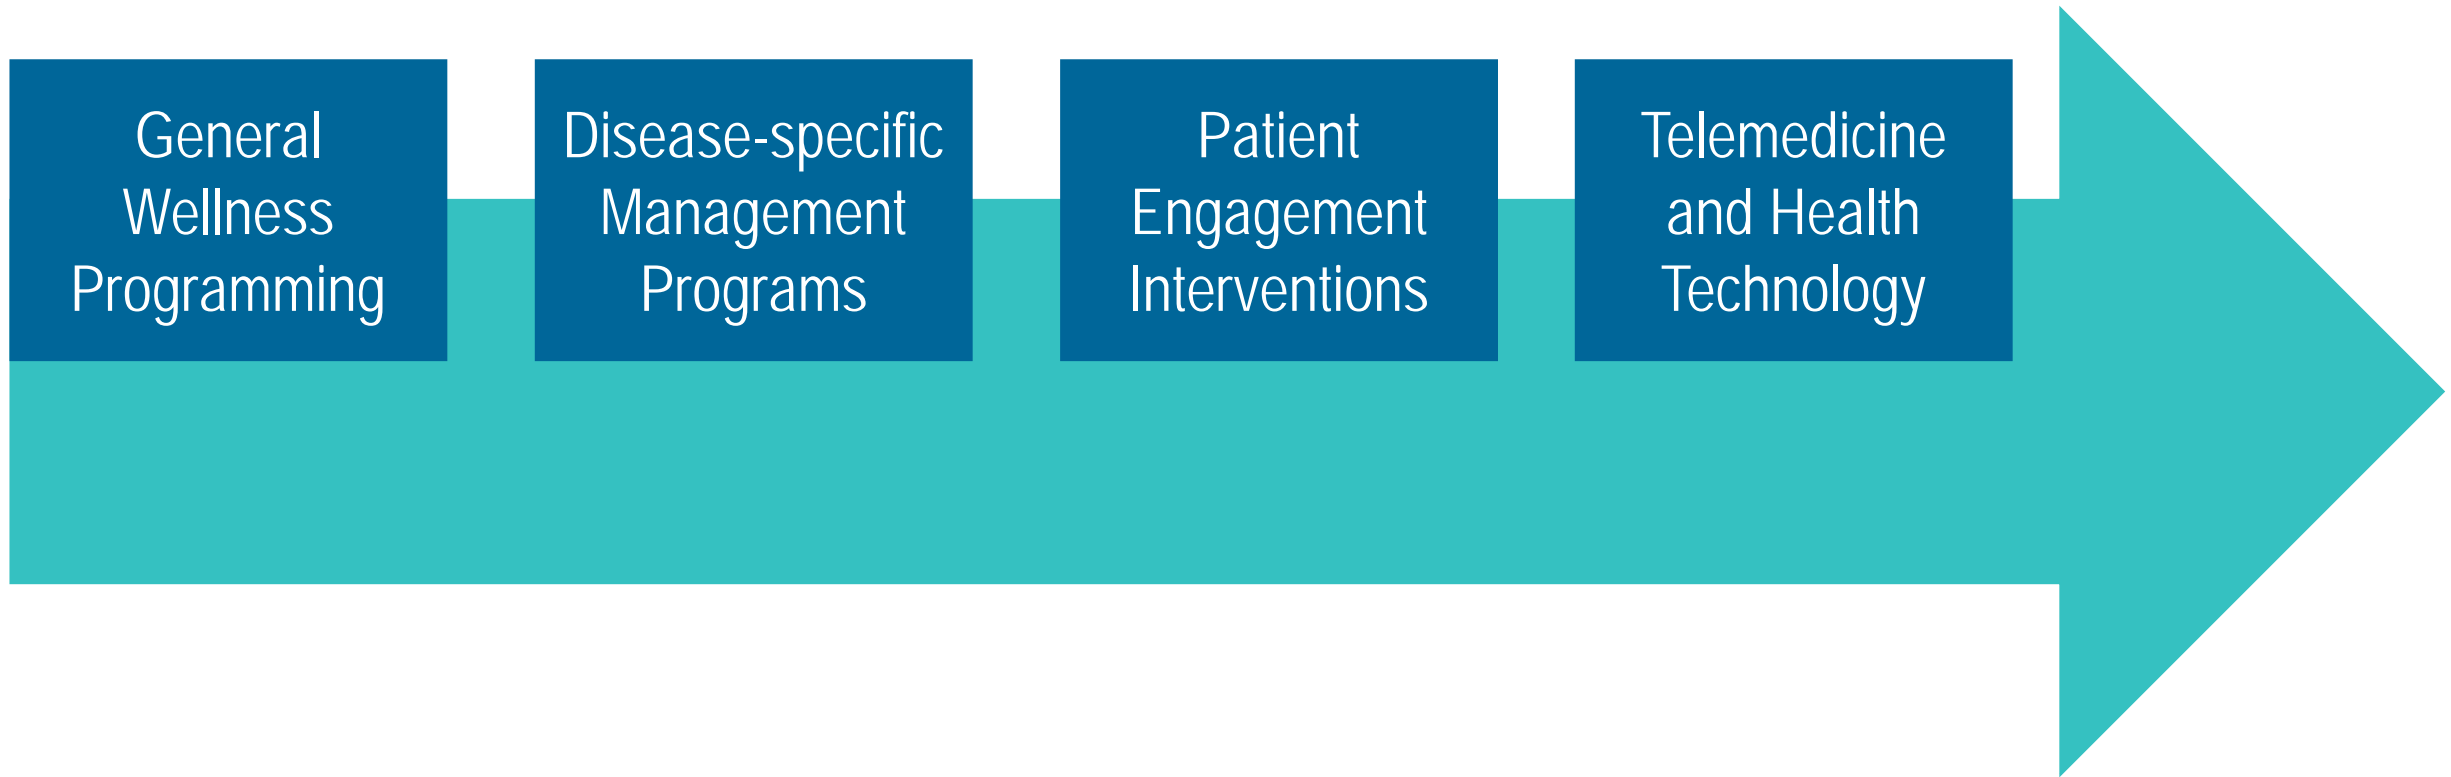 General
Wellness
Programming
Disease-specific
Management
Programs
Patient
Engagement
Interventions
Telemedicine
and Health
Technology